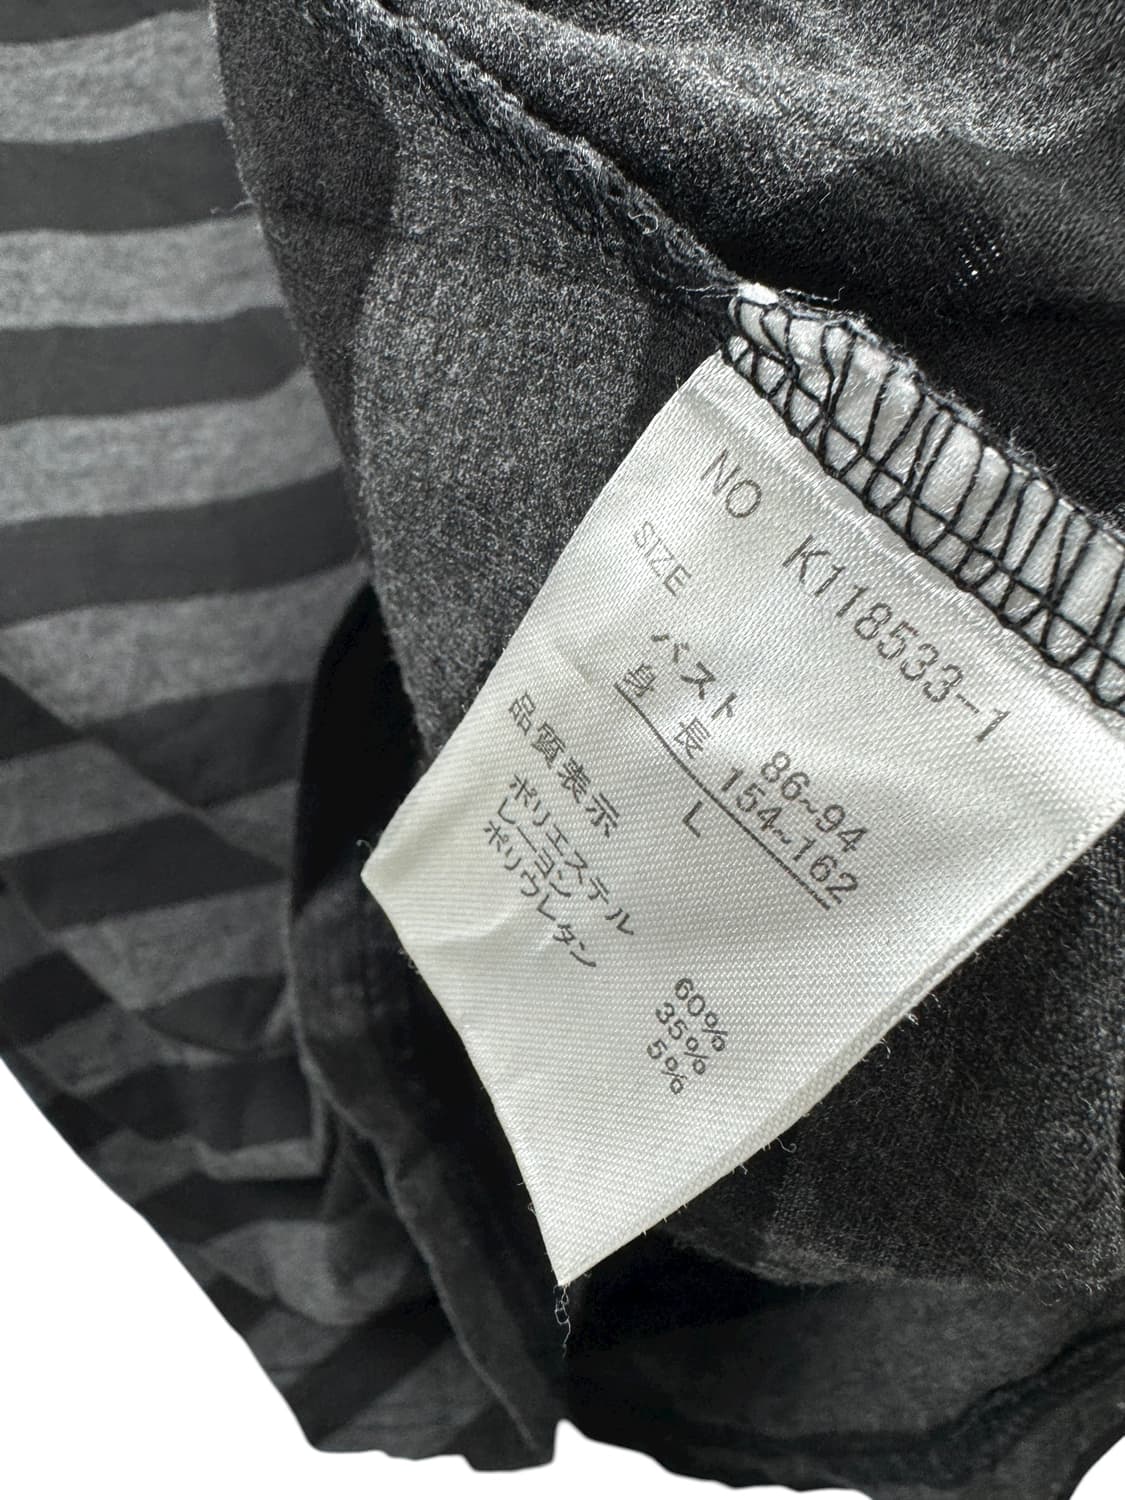 NO K118533-1
SIZE
バスト 86~94
身長 154~162
L
品質表示
ポリエステル 60%
レーヨン 35%
ポリウレタン 5%